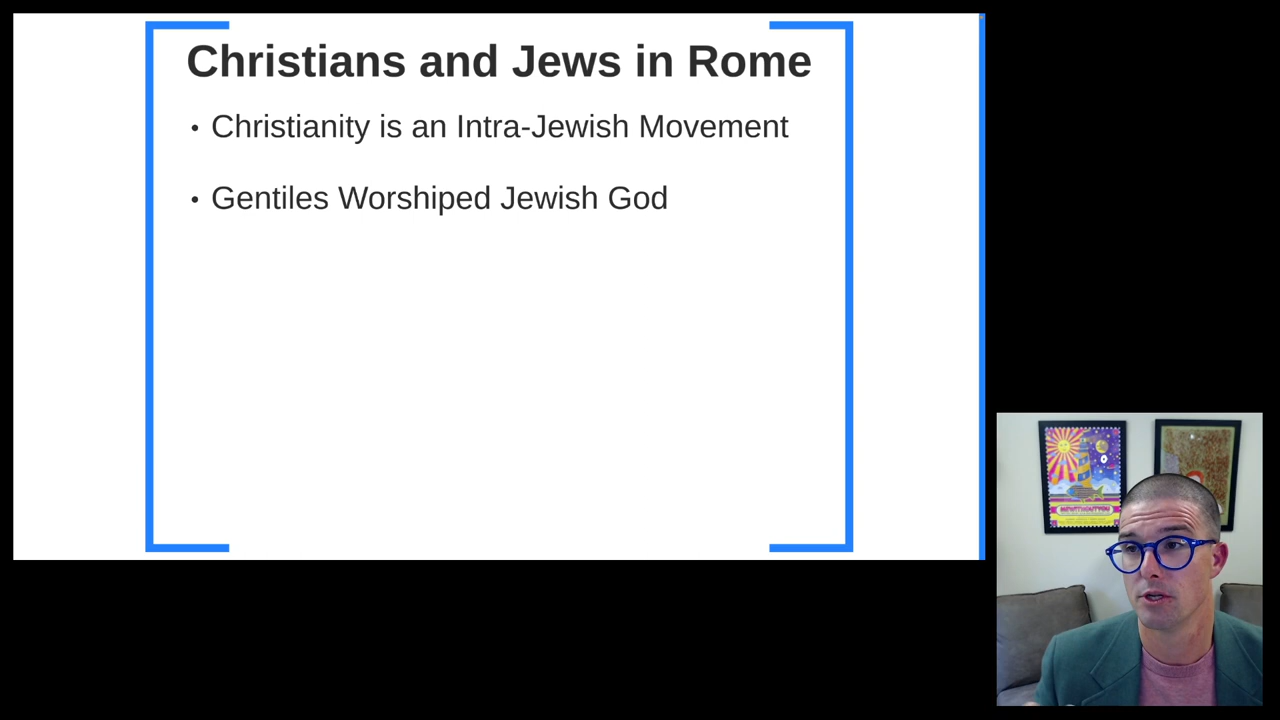 Christians and Jews in Rome
• Christianity is an Intra-Jewish Movement
• Gentiles Worshiped Jewish God